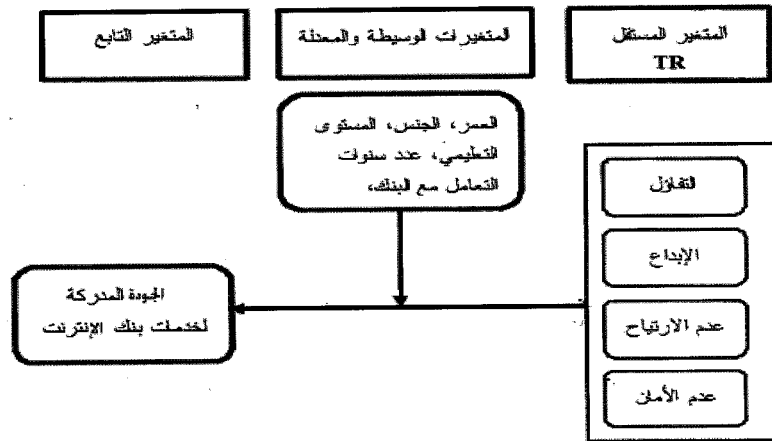 المتغير المستقل
TR
المتغيرات الوسيطة والمعدلة
المتغير التابع
العمر، الجنس، المستوى
التعليمي، عدد سنوات
التعامل مع البنك،
التفاؤل
الإبداع
عدم الارتياح
عدم الأمان
الجودة المدركة
لخدمات بنك الإنترنت